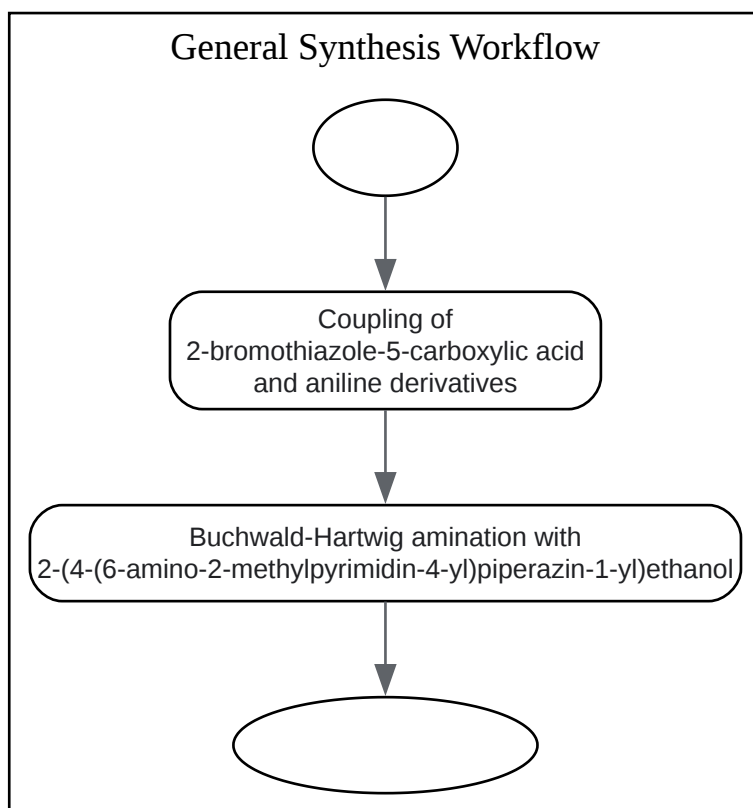 General Synthesis Workflow
Coupling of
2-bromothiazole-5-carboxylic acid
and aniline derivatives
Buchwald-Hartwig amination with
2-(4-(6-amino-2-methylpyrimidin-4-yl)piperazin-1-yl)ethanol